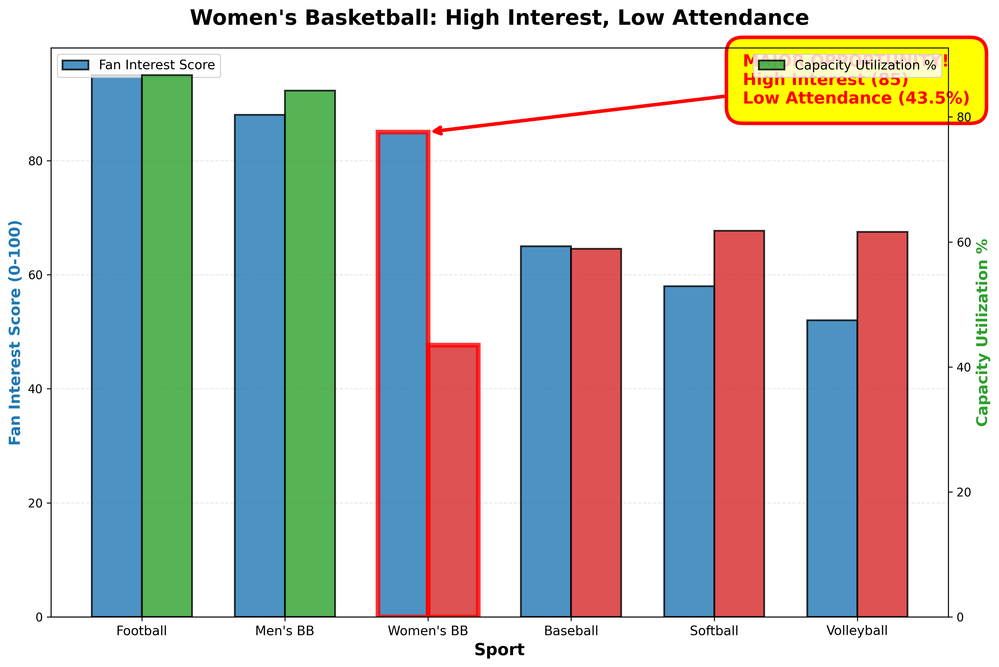 Women's Basketball: High Interest, Low Attendance
Fan Interest Score
MAJOR OPPORTUNITY!
Capacity Utilization %
High Interest (85)
Low Attendance (43.5%)
Fan Interest Score (0-100)
80
60
40
20
0
80
60
40
20
0
Capacity Utilization %
Football
Men's BB
Women's BB
Baseball
Softball
Volleyball
Sport